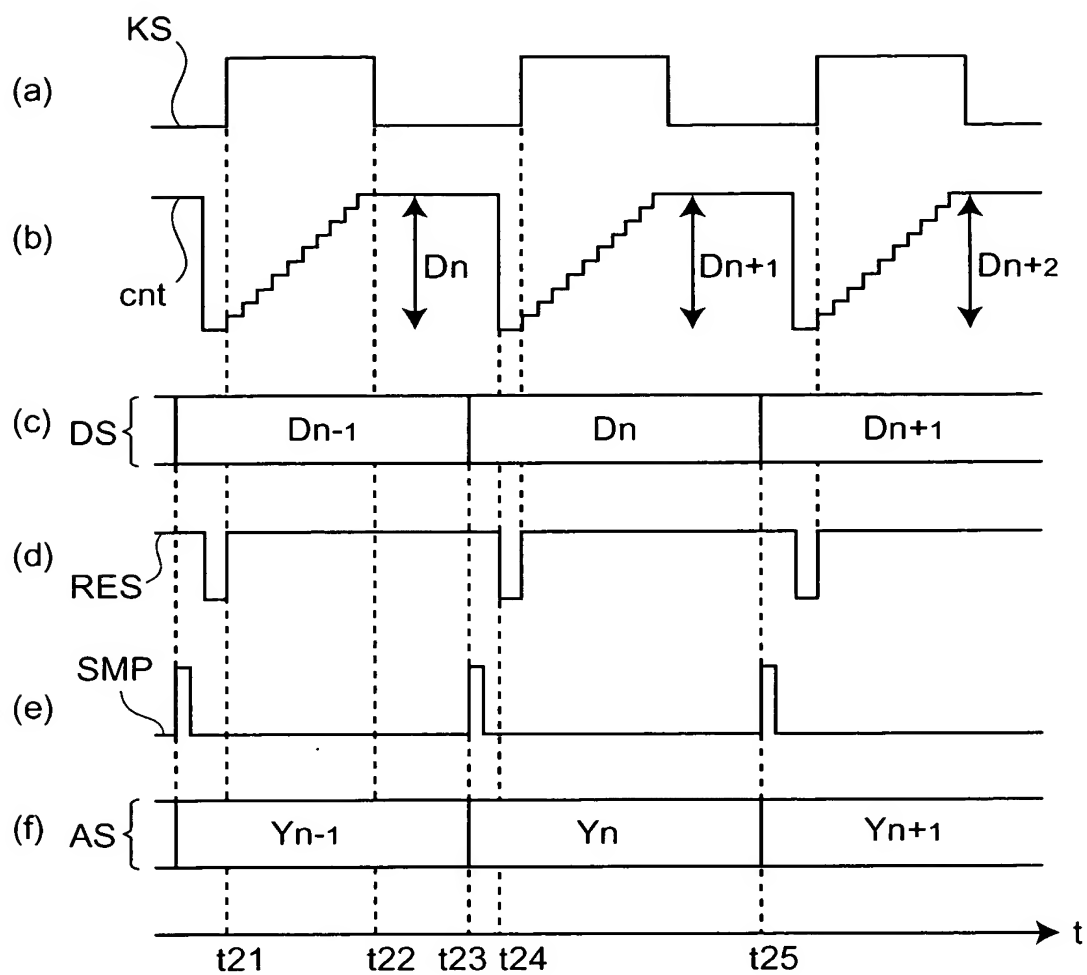 KS
(a)
(b)
cnt
Dn
Dn+1
Dn+2
(c) DS Dn-1 Dn Dn+1
(d)
RES
SMP
(e)
(f) AS Yn-1 Yn Yn+1
t21 t22 t23 t24 t25 t